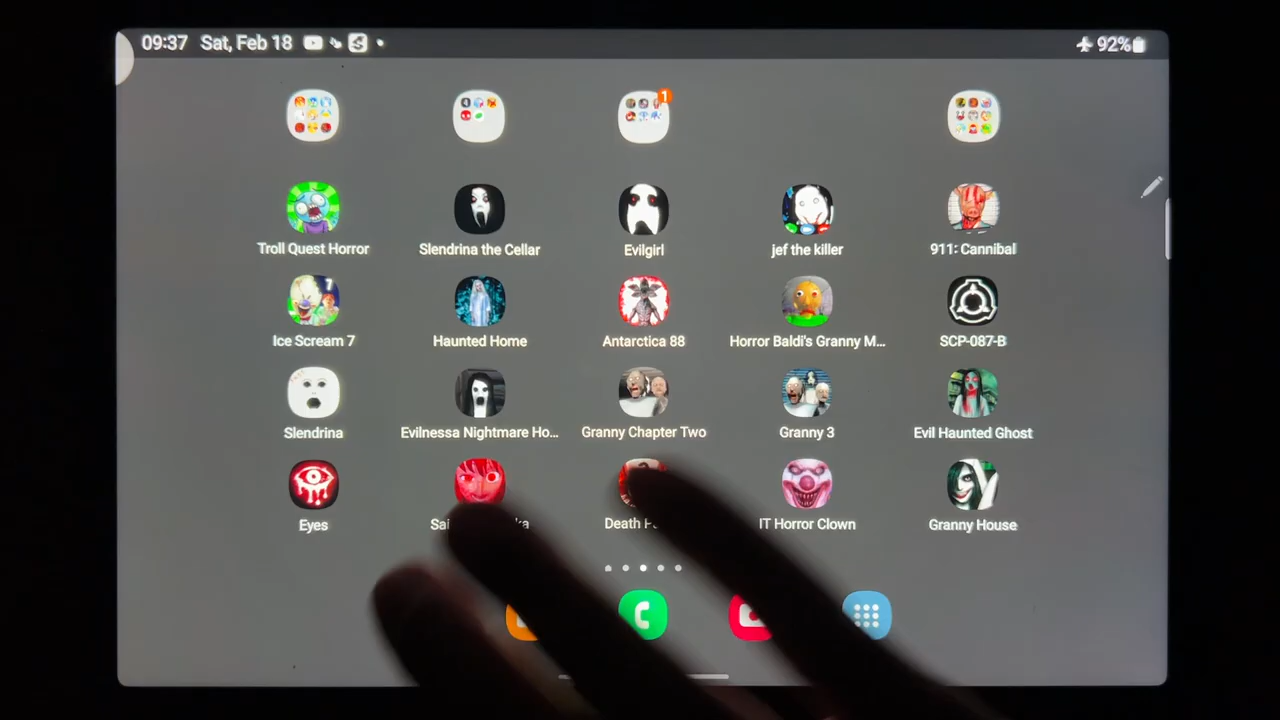 09:37 Sat, Feb 18
92%
1
Troll Quest Horror
Slendrina the Cellar
Evilgirl
jef the killer
911: Cannibal
Ice Scream 7
Haunted Home
Antarctica 88
Horror Baldi's Granny M...
SCP-087-B
Slendrina
Evilnessa Nightmare Ho...
Granny Chapter Two
Granny 3
Evil Haunted Ghost
Eyes
Death
IT Horror Clown
Granny House